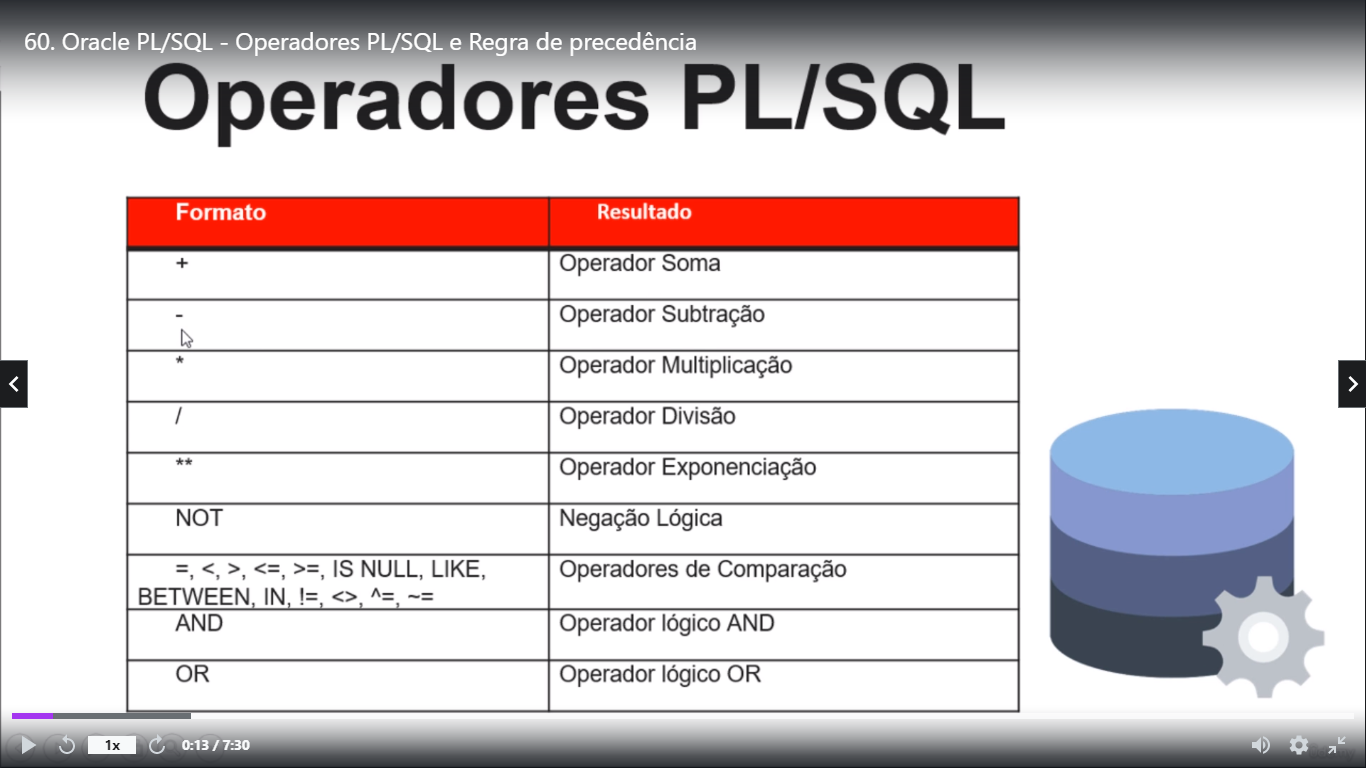 60. Oracle PL/SQL - Operadores PL/SQL e Regra de precedência
Operadores PL/SQL
Formato Resultado
+ Operador Soma
- Operador Subtração
* Operador Multiplicação
/ Operador Divisão
** Operador Exponenciação
NOT Negação Lógica
=, <, >, <=, >=, IS NULL, LIKE, Operadores de Comparação
BETWEEN, IN, !=, <>, ^=, ~=
AND Operador lógico AND
OR Operador lógico OR
1x 0:13 / 7:30